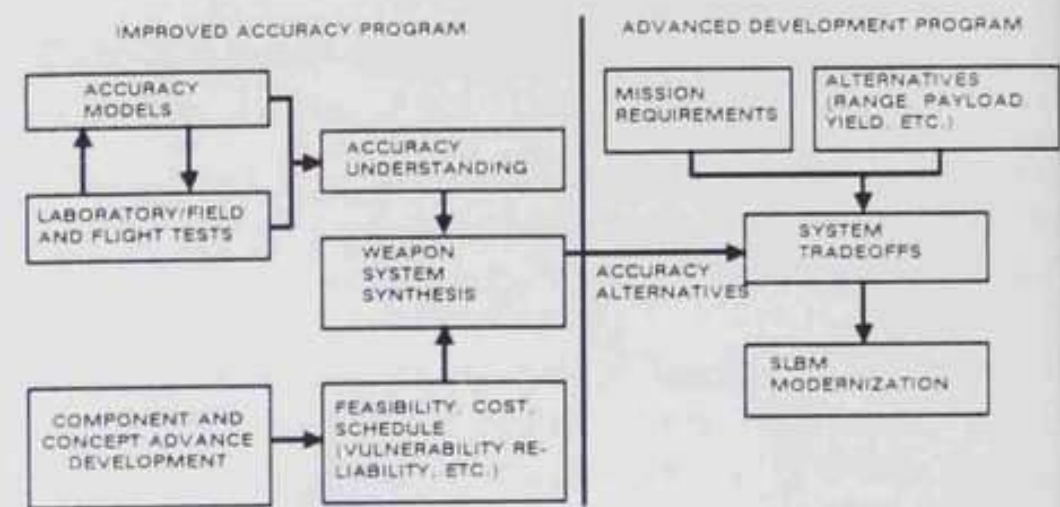 IMPROVED ACCURACY PROGRAM
ACCURACY
MODELS
LABORATORY/FIELD
AND FLIGHT TESTS
ACCURACY
UNDERSTANDING
WEAPON
SYSTEM
SYNTHESIS
COMPONENT AND
CONCEPT ADVANCE
DEVELOPMENT
FEASIBILITY, COST,
SCHEDULE
(VULNERABILITY RE-
LIABILITY, ETC.)
ADVANCED DEVELOPMENT PROGRAM
MISSION
REQUIREMENTS
ALTERNATIVES
(RANGE, PAYLOAD,
YIELD, ETC.)
ACCURACY
ALTERNATIVES
SYSTEM
TRADEOFFS
SLBM
MODERNIZATION